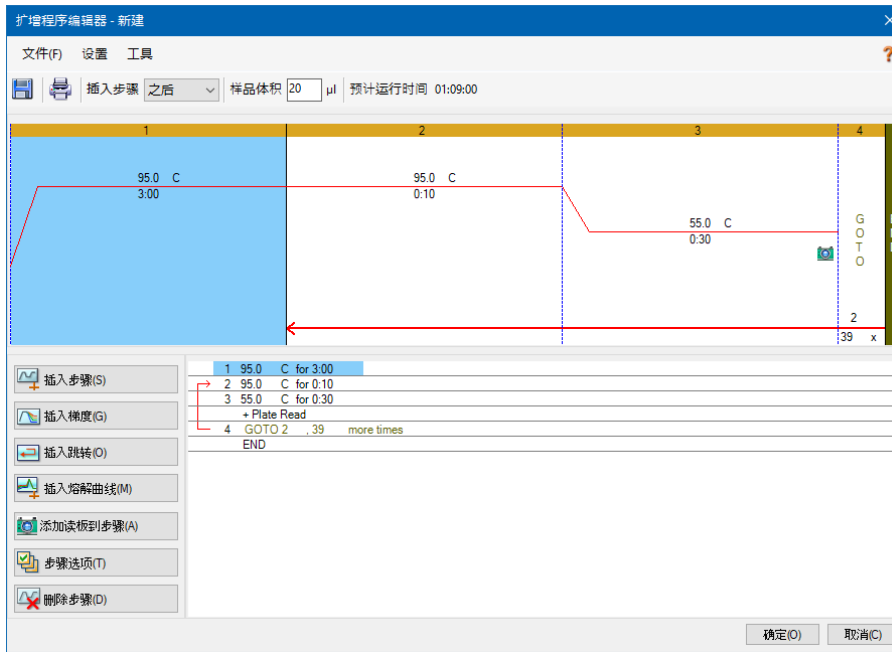 扩增程序编辑器 - 新建
文件(F) 设置 工具
插入步骤 之后 样品体积 20 μl 预计运行时间 01:09:00
1 2 3 4
95.0 C
3:00
95.0 C
0:10
55.0 C
0:30
G
O
T
O
2
39 x
插入步骤(S)
插入梯度(G)
插入跳转(O)
插入熔解曲线(M)
添加读板到步骤(A)
步骤选项(T)
删除步骤(D)
1 95.0 C for 3:00
2 95.0 C for 0:10
3 55.0 C for 0:30
+ Plate Read
4 GOTO 2 , 39 more times
END
确定(O) 取消(C)